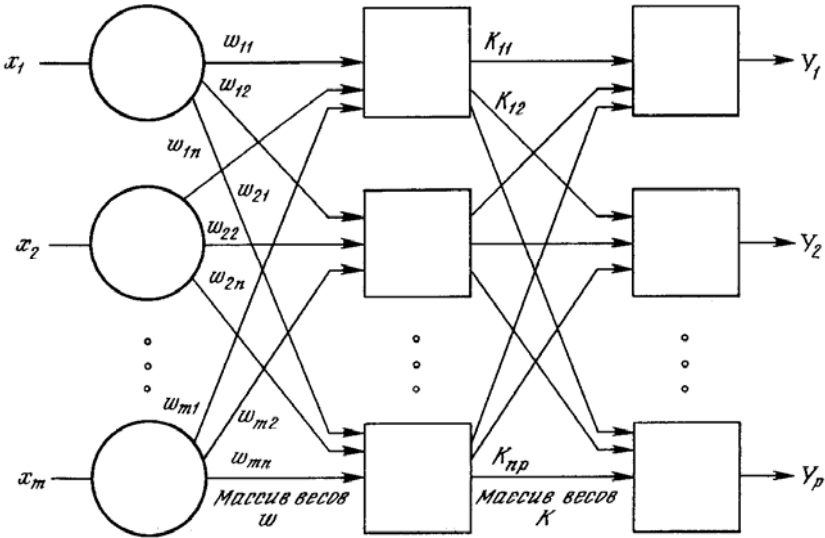 x₁
w₁₁
K₁₁
Y₁
w₁₂
K₁₂
w₁ₙ
w₂₁
x₂
w₂₂
Y₂
w₂ₙ
wₘ₁
wₘ₂
xₘ
wₘₙ
Kₙₚ
Yₚ
Массив весов
w
Массив весов
K